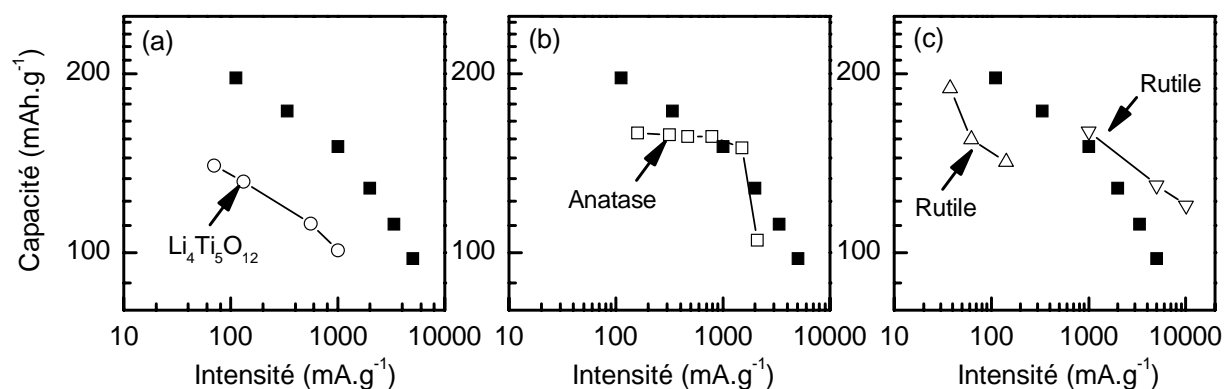 (a) (b) (c)
Capacité (mAh.g⁻¹)
200 200 200
100 100 100
Li₄Ti₅O₁₂
Anatase
Rutile
Rutile
10 100 1000 10000 10 100 1000 10000 10 100 1000 10000
Intensité (mA.g⁻¹) Intensité (mA.g⁻¹) Intensité (mA.g⁻¹)